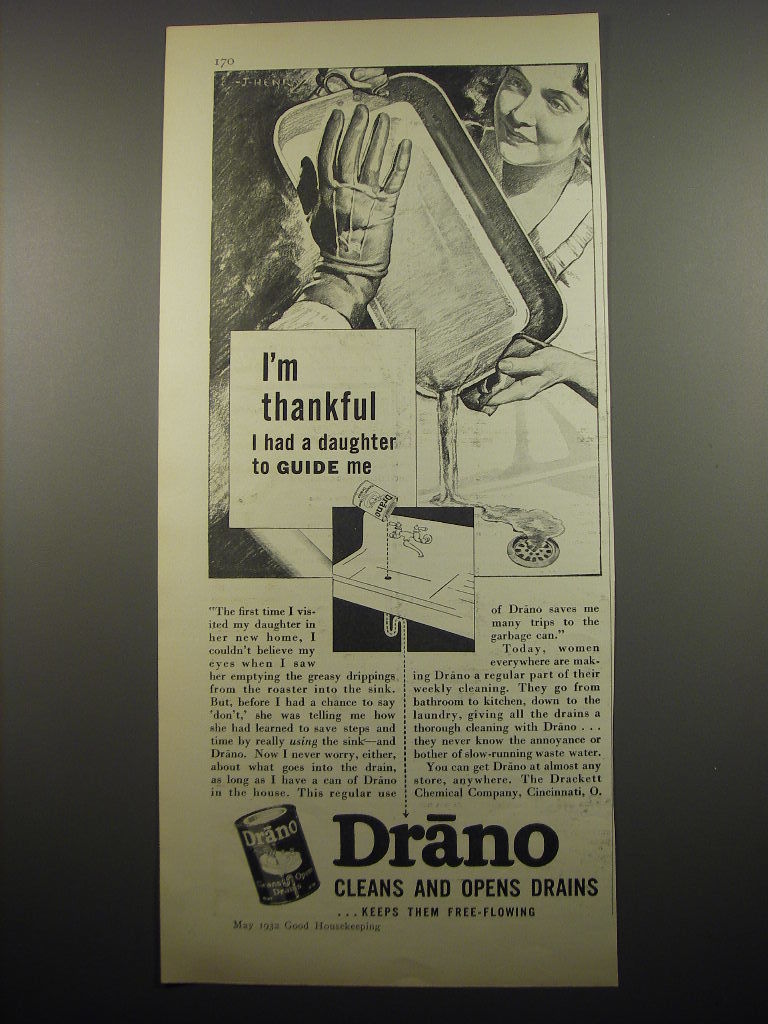 170
J-HENRY
I'm
thankful
I had a daughter
to GUIDE me
Drāno
"The first time I vis-
ited my daughter in
her new home, I
couldn't believe my
eyes when I saw
her emptying the greasy drippings
from the roaster into the sink.
But, before I had a chance to say
'don't,' she was telling me how
she had learned to save steps and
time by really using the sink—and
Drāno. Now I never worry, either,
about what goes into the drain,
as long as I have a can of Drāno
in the house. This regular use
of Drāno saves me
many trips to the
garbage can."
Today, women
everywhere are mak-
ing Drāno a regular part of their
weekly cleaning. They go from
bathroom to kitchen, down to the
laundry, giving all the drains a
thorough cleaning with Drāno . . .
they never know the annoyance or
bother of slow-running waste water.
You can get Drāno at almost any
store, anywhere. The Drackett
Chemical Company, Cincinnati, O.
Drāno
Cleans & Opens
Drains
Drāno
CLEANS AND OPENS DRAINS
...KEEPS THEM FREE-FLOWING
May 1932 Good Housekeeping